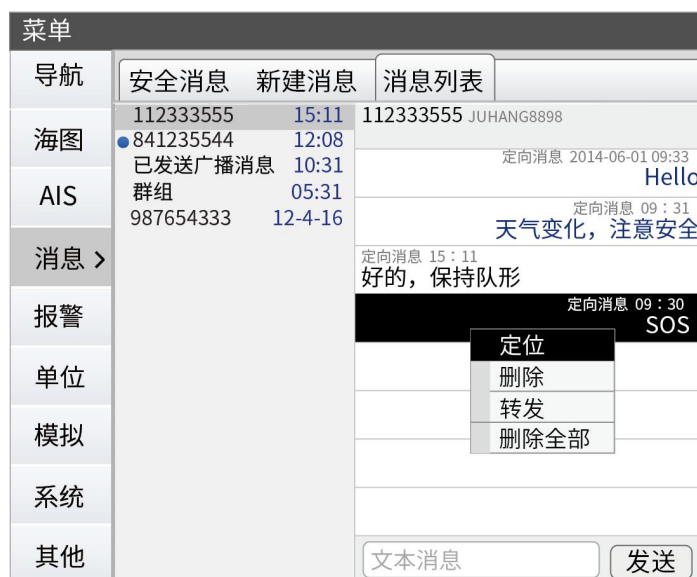 菜单
导航
海图
AIS
消息 >
报警
单位
模拟
系统
其他
安全消息 新建消息 消息列表
112333555 15:11
841235544 12:08
已发送广播消息 10:31
群组 05:31
987654333 12-4-16
112333555 JUHANG8898
定向消息 2014-06-01 09:33
Hello
定向消息 09：31
天气变化，注意安全
定向消息 15：11
好的，保持队形
定向消息 09：30
SOS
定位
删除
转发
删除全部
文本消息
发送